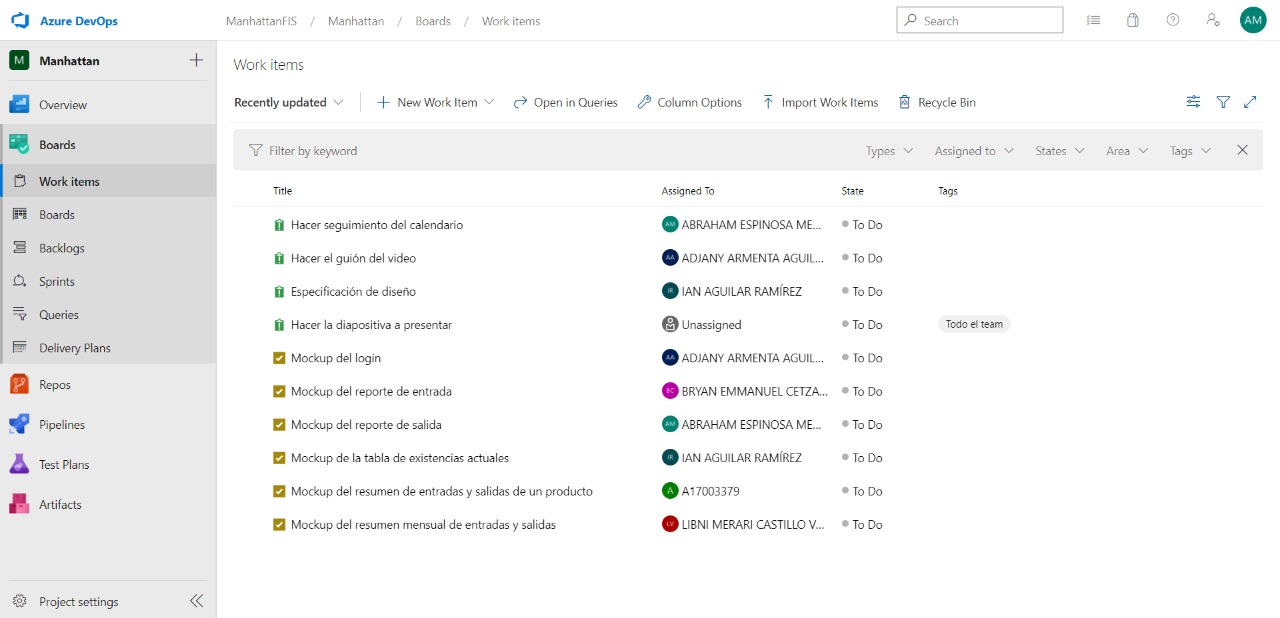 Azure DevOps
ManhattanFIS / Manhattan / Boards / Work items
Search
AM
M Manhattan
Overview
Boards
Work items
Boards
Backlogs
Sprints
Queries
Delivery Plans
Repos
Pipelines
Test Plans
Artifacts
Project settings
Work items
Recently updated New Work Item Open in Queries Column Options Import Work Items Recycle Bin
Filter by keyword Types Assigned to States Area Tags
Title Assigned To State Tags
Hacer seguimiento del calendario AM ABRAHAM ESPINOSA ME... To Do
Hacer el guión del video AA ADJANY ARMENTA AGUIL... To Do
Especificación de diseño IR IAN AGUILAR RAMÍREZ To Do
Hacer la diapositiva a presentar Unassigned To Do Todo el team
Mockup del login AA ADJANY ARMENTA AGUIL... To Do
Mockup del reporte de entrada BC BRYAN EMMANUEL CETZA... To Do
Mockup del reporte de salida AM ABRAHAM ESPINOSA ME... To Do
Mockup de la tabla de existencias actuales IR IAN AGUILAR RAMÍREZ To Do
Mockup del resumen de entradas y salidas de un producto A A17003379 To Do
Mockup del resumen mensual de entradas y salidas LV LIBNI MERARI CASTILLO V... To Do